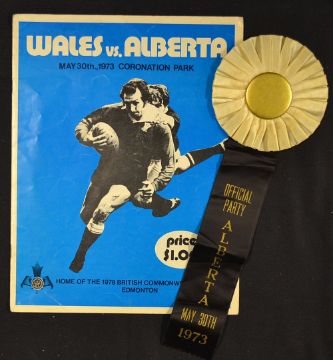 WALES vs. ALBERTA
MAY 30TH., 1973 CORONATION PARK
price
$1.00
HOME OF THE 1978 BRITISH COMMONW
EDMONTON
OFFICIAL
PARTY
ALBERTA
MAY 30TH
1973